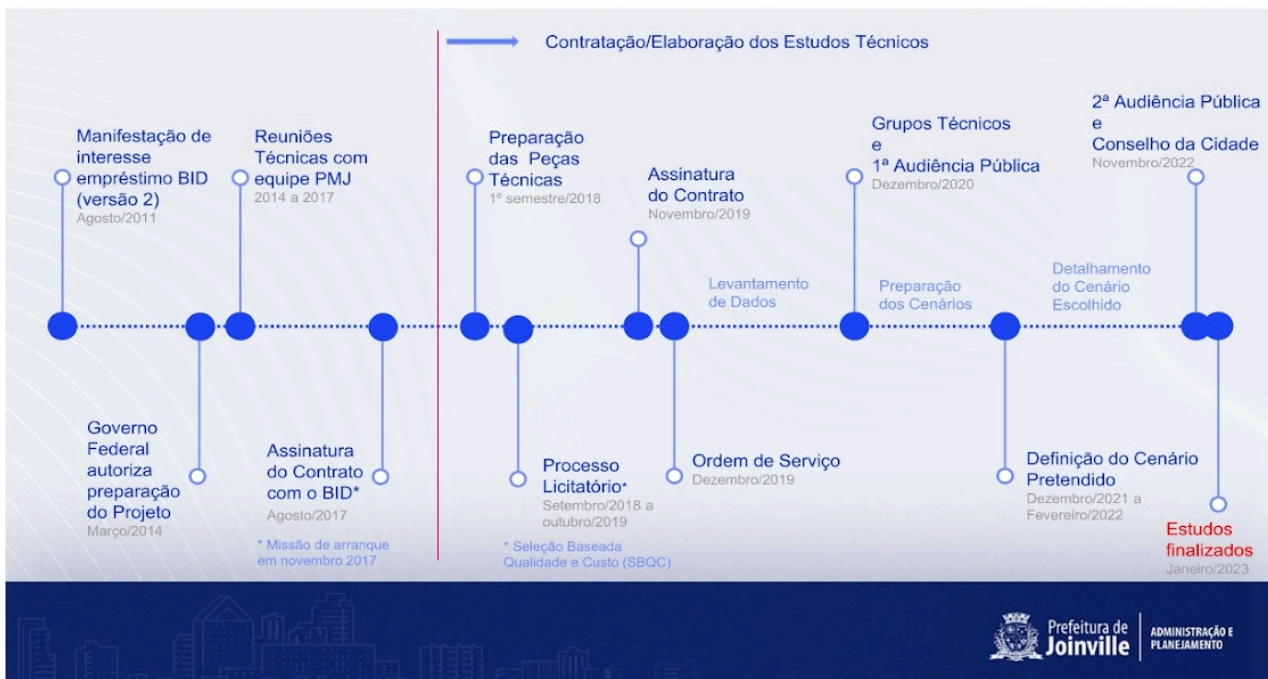 Contratação/Elaboração dos Estudos Técnicos
Manifestação de
interesse
empréstimo BID
(versão 2)
Agosto/2011
Reuniões
Técnicas com
equipe PMJ
2014 a 2017
Preparação
das Peças
Técnicas
1º semestre/2018
Assinatura
do Contrato
Novembro/2019
Grupos Técnicos
e
1ª Audiência Pública
Dezembro/2020
2ª Audiência Pública
e
Conselho da Cidade
Novembro/2022
Levantamento
de Dados
Preparação
dos Cenários
Detalhamento
do Cenário
Escolhido
Governo
Federal
autoriza
preparação
do Projeto
Março/2014
Assinatura
do Contrato
com o BID*
Agosto/2017
* Missão de arranque
em novembro 2017
Processo
Licitatório*
Setembro/2018 a
outubro/2019
* Seleção Baseada
Qualidade e Custo (SBQC)
Ordem de Serviço
Dezembro/2019
Definição do Cenário
Pretendido
Dezembro/2021 a
Fevereiro/2022
Estudos
finalizados
Janeiro/2023
Prefeitura de
Joinville
ADMINISTRAÇÃO E
PLANEJAMENTO